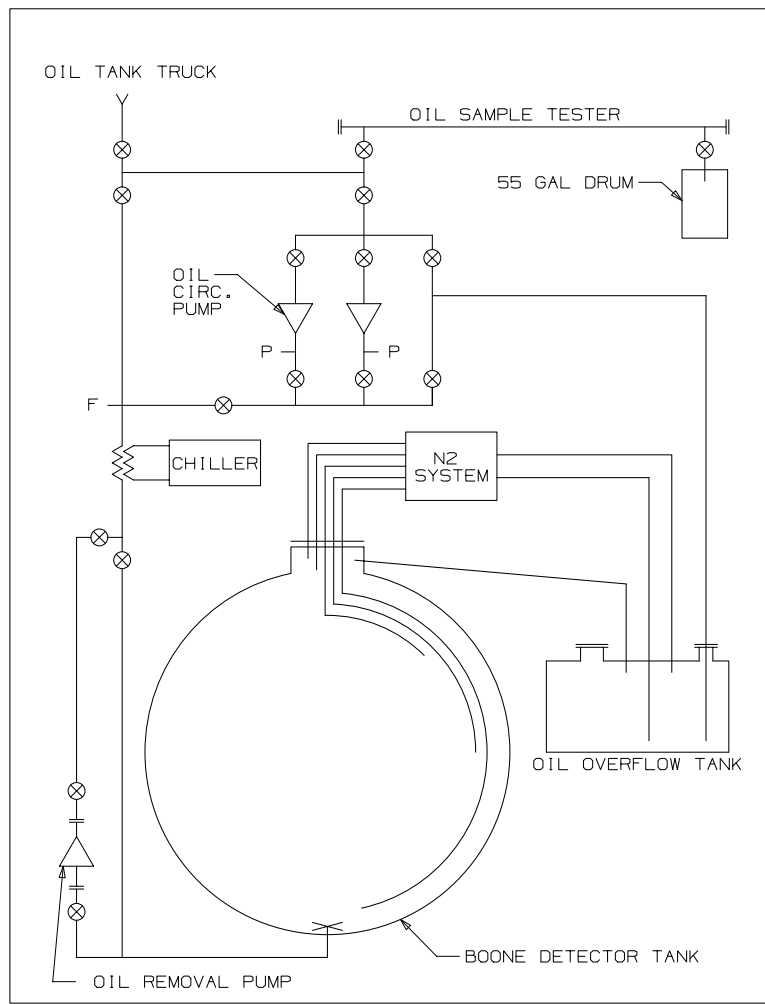 OIL TANK TRUCK
OIL SAMPLE TESTER
55 GAL DRUM
OIL
CIRC.
PUMP
P
P
F
CHILLER
N2
SYSTEM
OIL OVERFLOW TANK
BOONE DETECTOR TANK
OIL REMOVAL PUMP